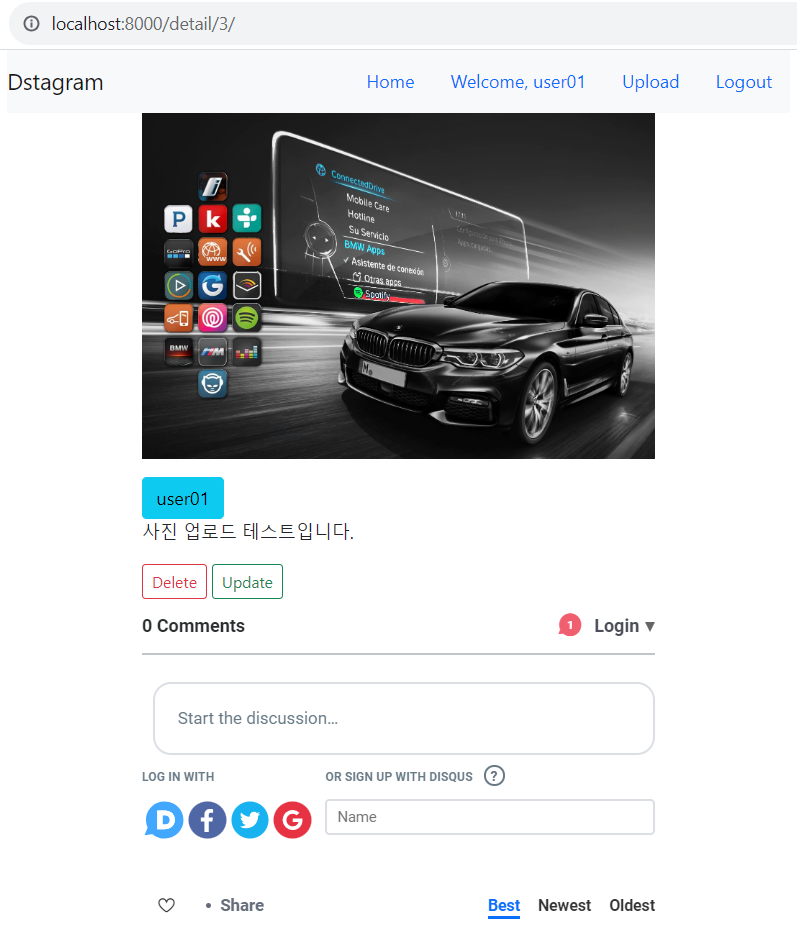 localhost:8000/detail/3/
Dstagram Home Welcome, user01 Upload Logout
ConnectedDrive
Mobile Care
Hotline
Su Servicio
BMW Apps
✓ Asistente de conexión
Otras apps
Spotify
P k
GoPro www
BMW M
user01
사진 업로드 테스트입니다.
Delete Update
0 Comments 1 Login ▼
Start the discussion…
LOG IN WITH OR SIGN UP WITH DISQUS ?
D f G Name
• Share Best Newest Oldest